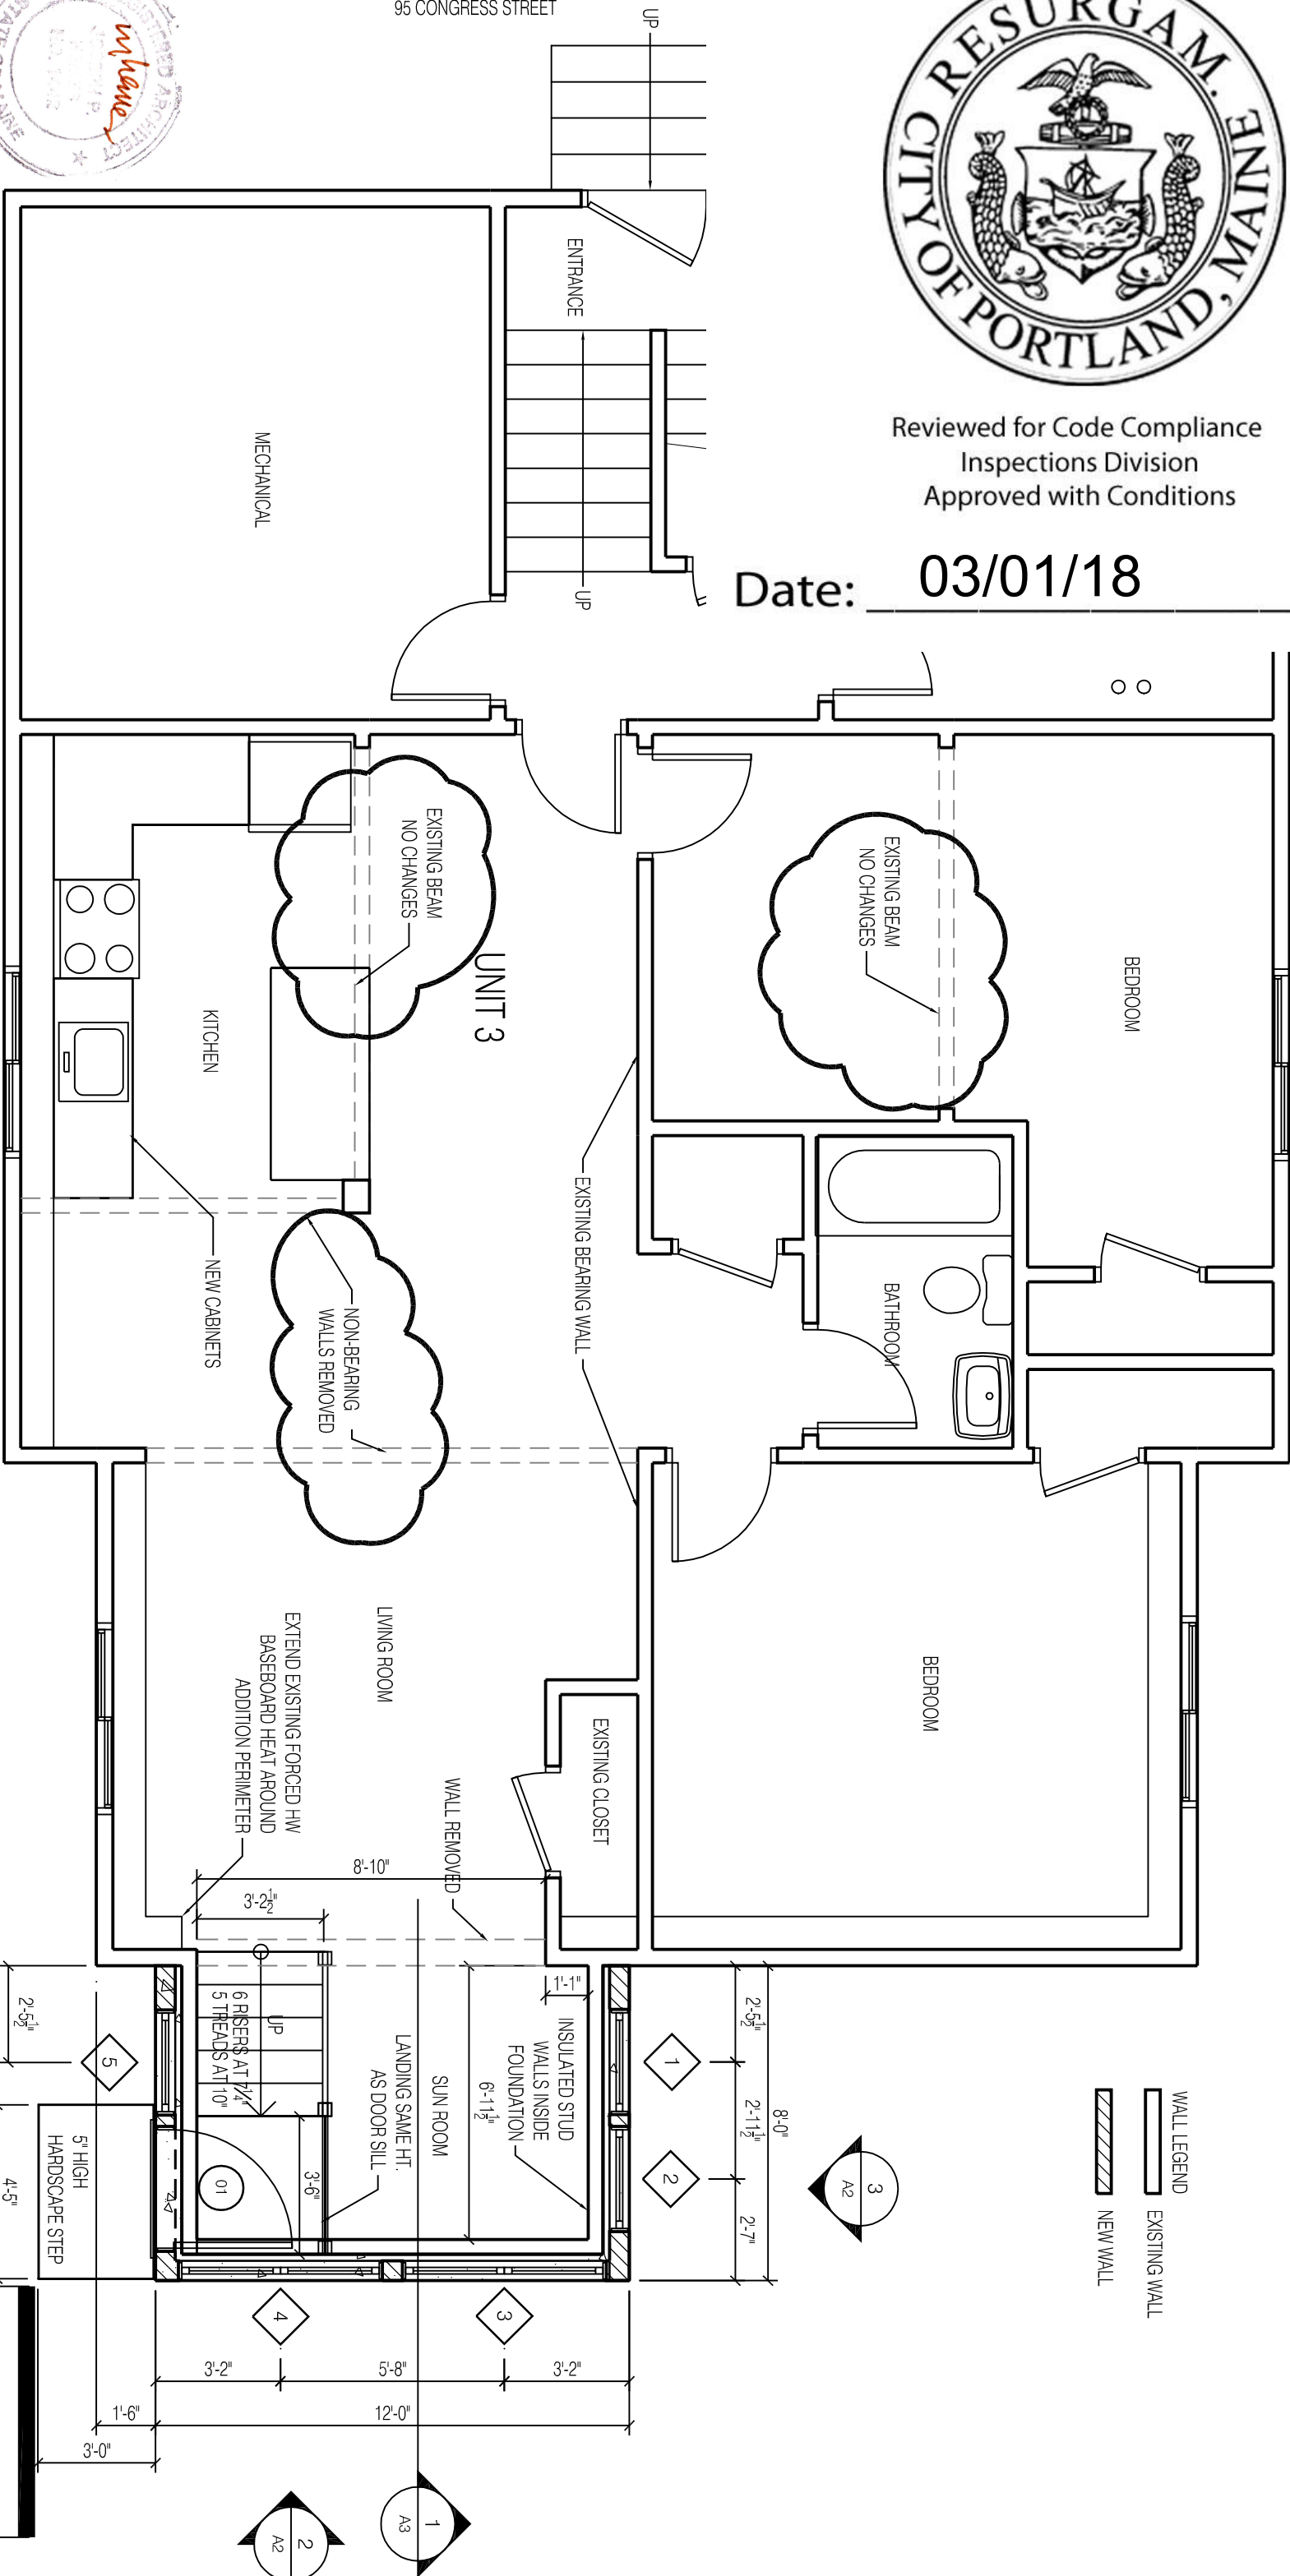 95 CONGRESS STREET
UP
RESURGAM.
CITY OF PORTLAND, MAINE
Reviewed for Code Compliance
Inspections Division
Approved with Conditions
Date: 03/01/18
ENTRANCE
UP
MECHANICAL
EXISTING BEAM
NO CHANGES
EXISTING BEAM
NO CHANGES
UNIT 3
BEDROOM
KITCHEN
EXISTING BEARING WALL
NEW CABINETS
BATHROOM
NON-BEARING
WALLS REMOVED
LIVING ROOM
BEDROOM
EXTEND EXISTING FORCED HW
BASEBOARD HEAT AROUND
ADDITION PERIMETER
EXISTING CLOSET
WALL REMOVED
8'-10"
3'-2½"
1'-1"
2'-5½"
2'-5½"
2'-11½"
2'-7"
8'-0"
UP
6 RISERS AT 7¼"
5 TREADS AT 10"
INSULATED STUD
WALLS INSIDE
FOUNDATION
6'-11½"
SUN ROOM
LANDING SAME HT.
AS DOOR SILL
3'-6"
01
5
1
2
3
A2
WALL LEGEND
EXISTING WALL
NEW WALL
5" HIGH
HARDSCAPE STEP
4'-5"
4
3
3'-2"
5'-8"
3'-2"
1'-6"
12'-0"
3'-0"
1
A3
2
A2